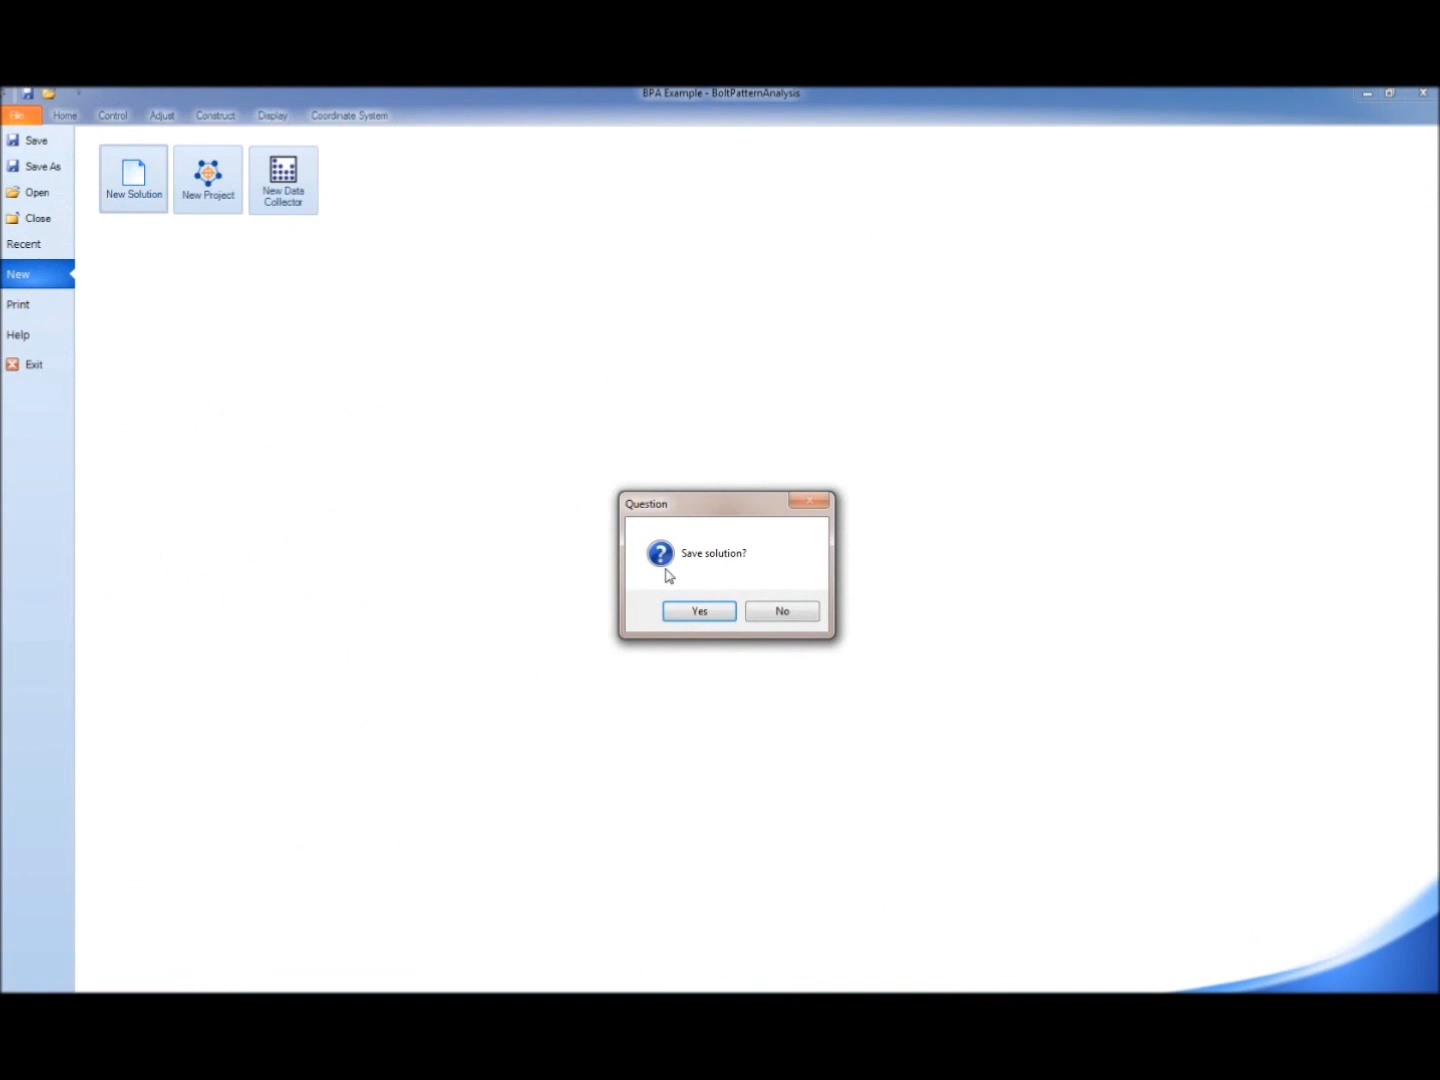 BPA Example - BoltPatternAnalysis
File Home Control Adjust Construct Display Coordinate System
Save
Save As
Open
Close
Recent
New
Print
Help
Exit
New Solution
New Project
New Data
Collector
Question
Save solution?
Yes No